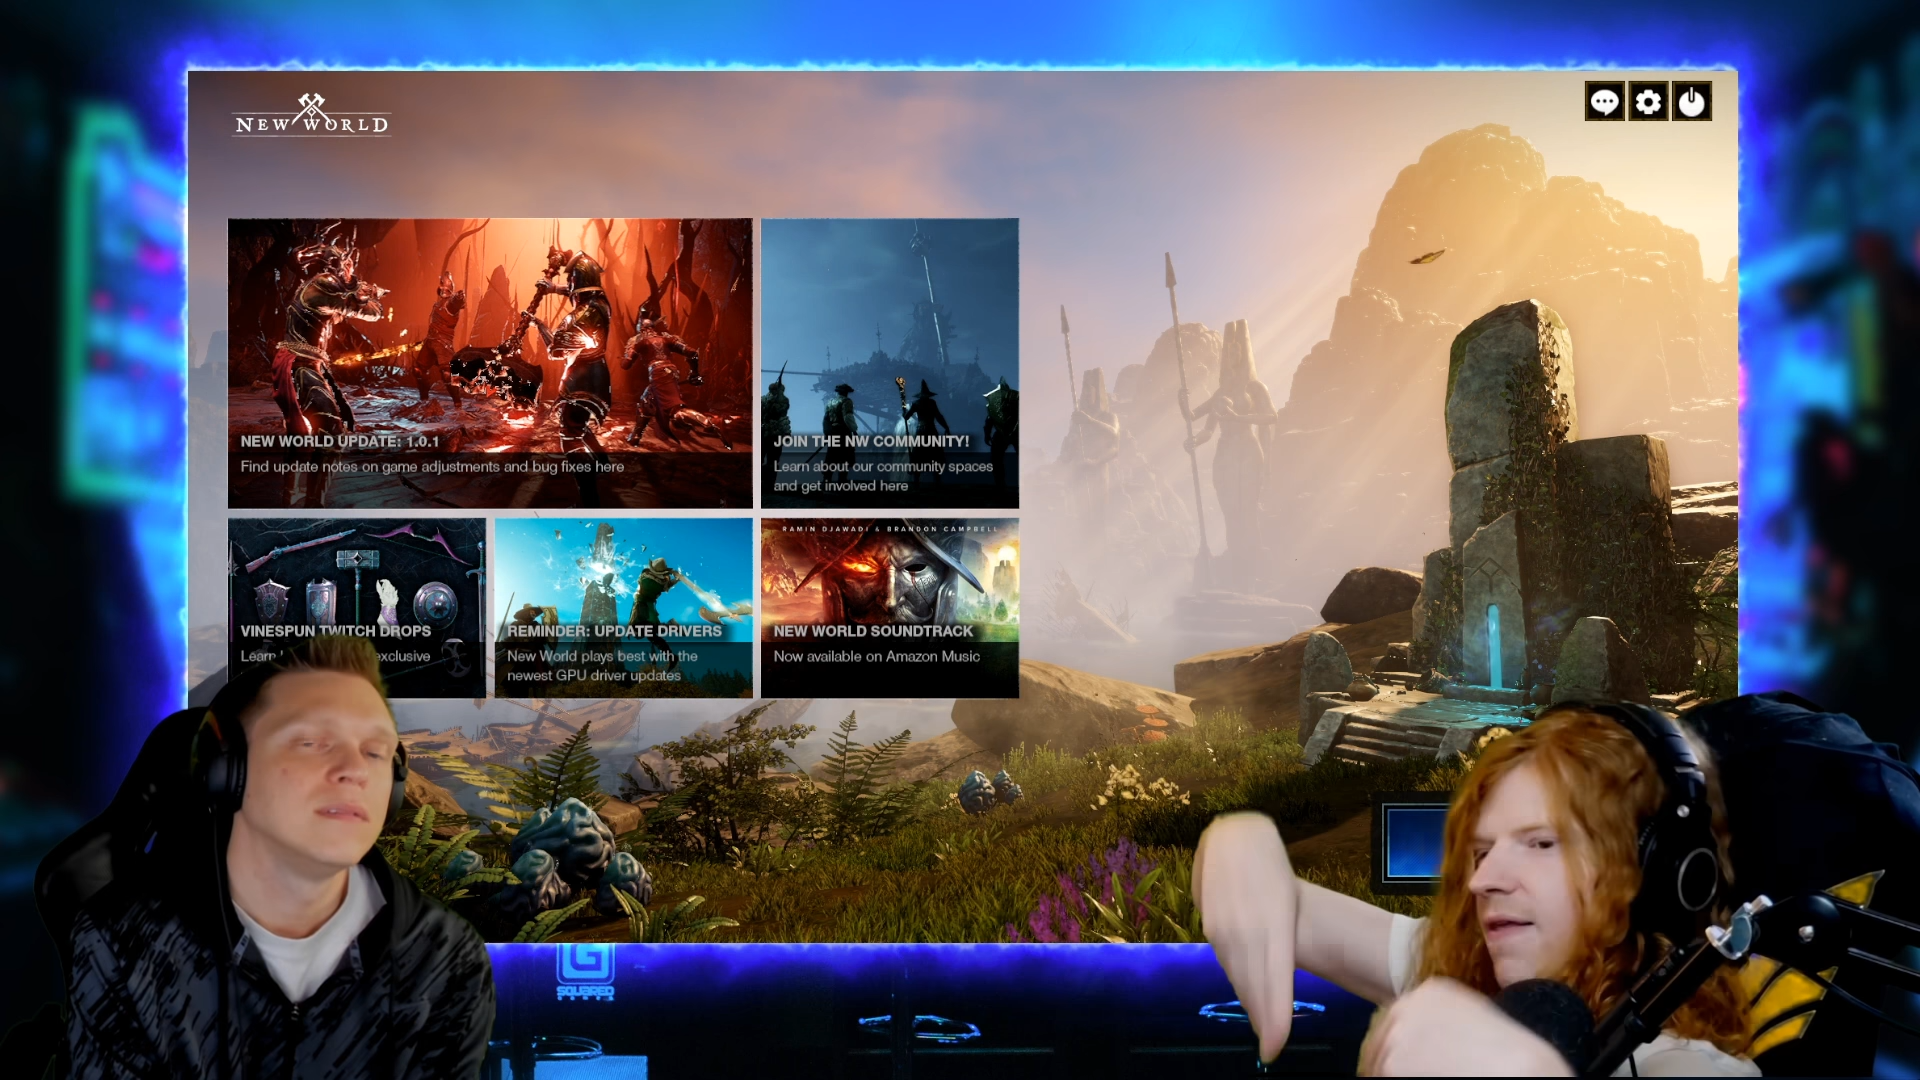 NEW WORLD
NEW WORLD UPDATE: 1.0.1
Find update notes on game adjustments and bug fixes here
JOIN THE NW COMMUNITY!
Learn about our community spaces
and get involved here
VINESPUN TWITCH DROPS
Learn exclusive
REMINDER: UPDATE DRIVERS
New World plays best with the
newest GPU driver updates
RAMIN DJAWADI & BRANDON CAMPBELL
NEW WORLD SOUNDTRACK
Now available on Amazon Music
G
SQUARED
GAMES